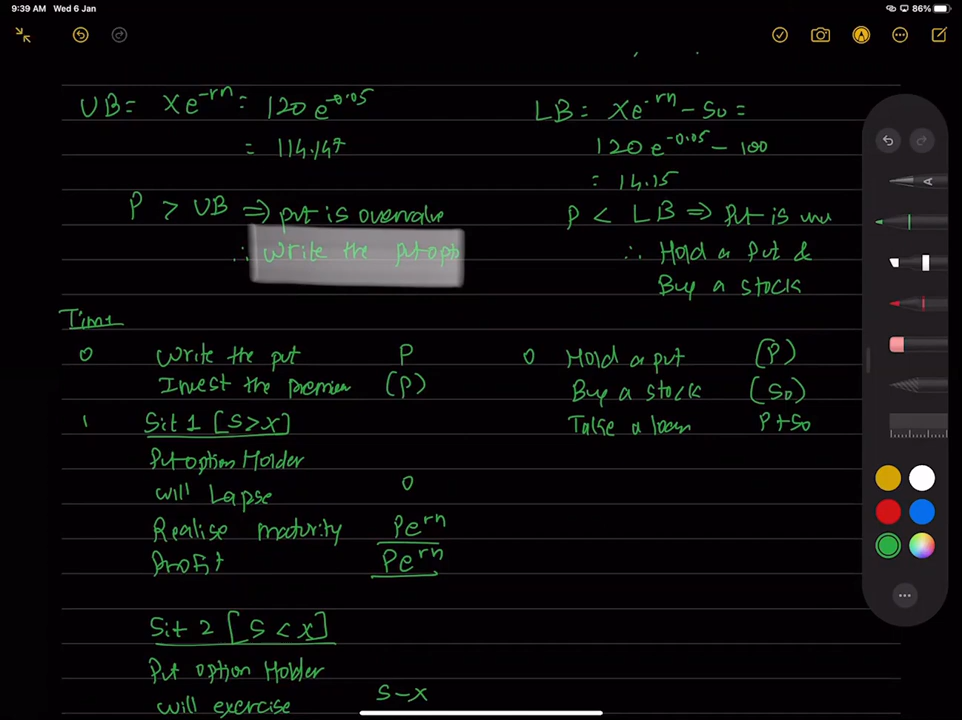 9:39 AM Wed 6 Jan
86%
UB = Xe^-rn = 120 e^-0.05
= 114.147
P > UB ⇒ put is overvalue
∴ Write the put opti
LB = Xe^-rn - S0 =
120 e^-0.05 - 100
= 14.15
P < LB ⇒ Put is
∴ Hold a Put &
Buy a stock
Time
0 Write the put P
Invest the premium (P)
1 Sit 1 [S>X]
Put option Holder
will Lapse 0
Realise maturity Pe^rn
Profit Pe^rn
Sit 2 [S < X]
Put option Holder
will exercise S-X
0 Hold a put (P)
Buy a stock (S0)
Take a loan P+S0
A